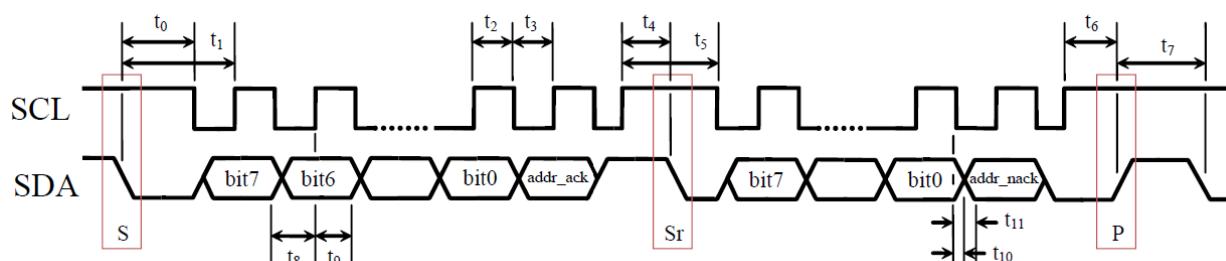 t0 t1 t2 t3 t4 t5 t6 t7
SCL
SDA bit7 bit6 bit0 addr_ack bit7 bit0 addr_nack
S t8 t9 Sr t11 P
t10